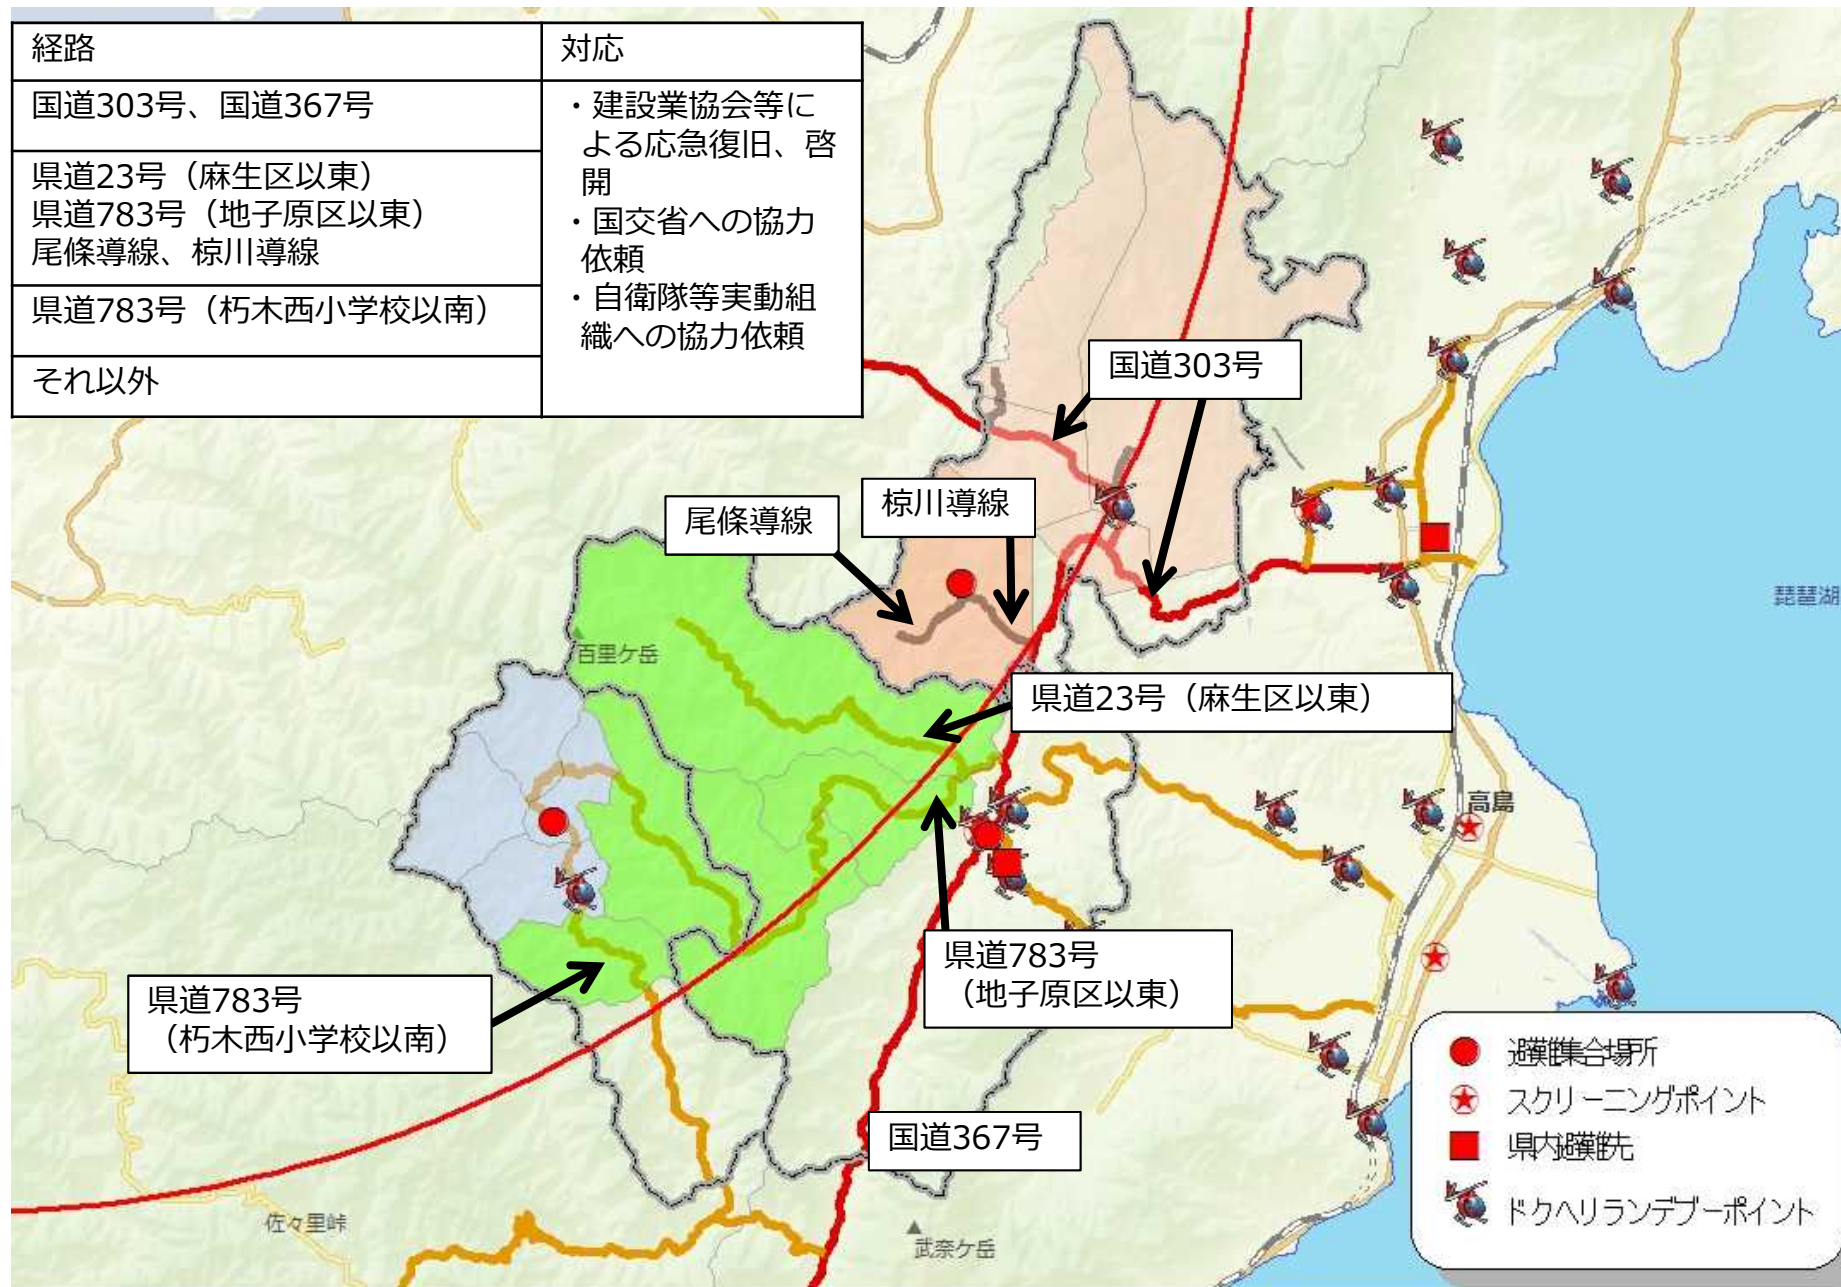 経路
対応
国道303号、国道367号
県道23号（麻生区以東）
県道783号（地子原区以東）
尾條導線、椋川導線
県道783号（朽木西小学校以南）
それ以外
・建設業協会等に
よる応急復旧、啓
開
・国交省への協力
依頼
・自衛隊等実動組
織への協力依頼
国道303号
椋川導線
尾條導線
琵琶湖
百里ケ岳
県道23号（麻生区以東）
高島
県道783号
（地子原区以東）
県道783号
（朽木西小学校以南）
国道367号
佐々里峠
武奈ケ岳
避難集合場所
スクリーニングポイント
県内避難先
ドクヘリランデブーポイント